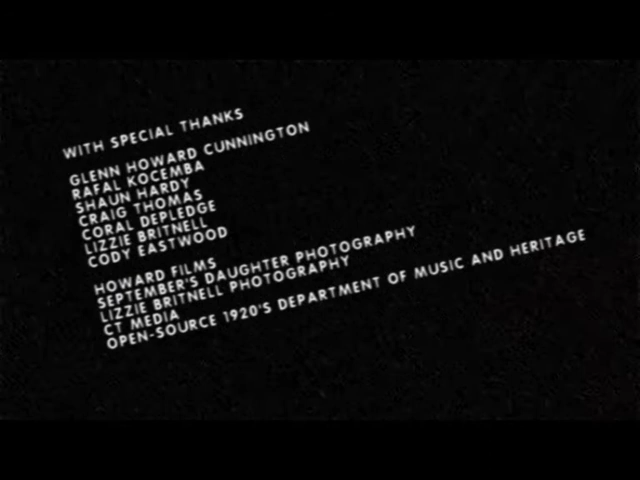 WITH SPECIAL THANKS
GLENN HOWARD CUNNINGTON
RAFAL KOCEMBA
SHAUN HARDY
CRAIG THOMAS
CORAL DEPLEDGE
LIZZIE BRITNELL
CODY EASTWOOD
HOWARD FILMS
SEPTEMBER'S DAUGHTER PHOTOGRAPHY
LIZZIE BRITNELL PHOTOGRAPHY
CT MEDIA
OPEN-SOURCE 1920'S DEPARTMENT OF MUSIC AND HERITAGE